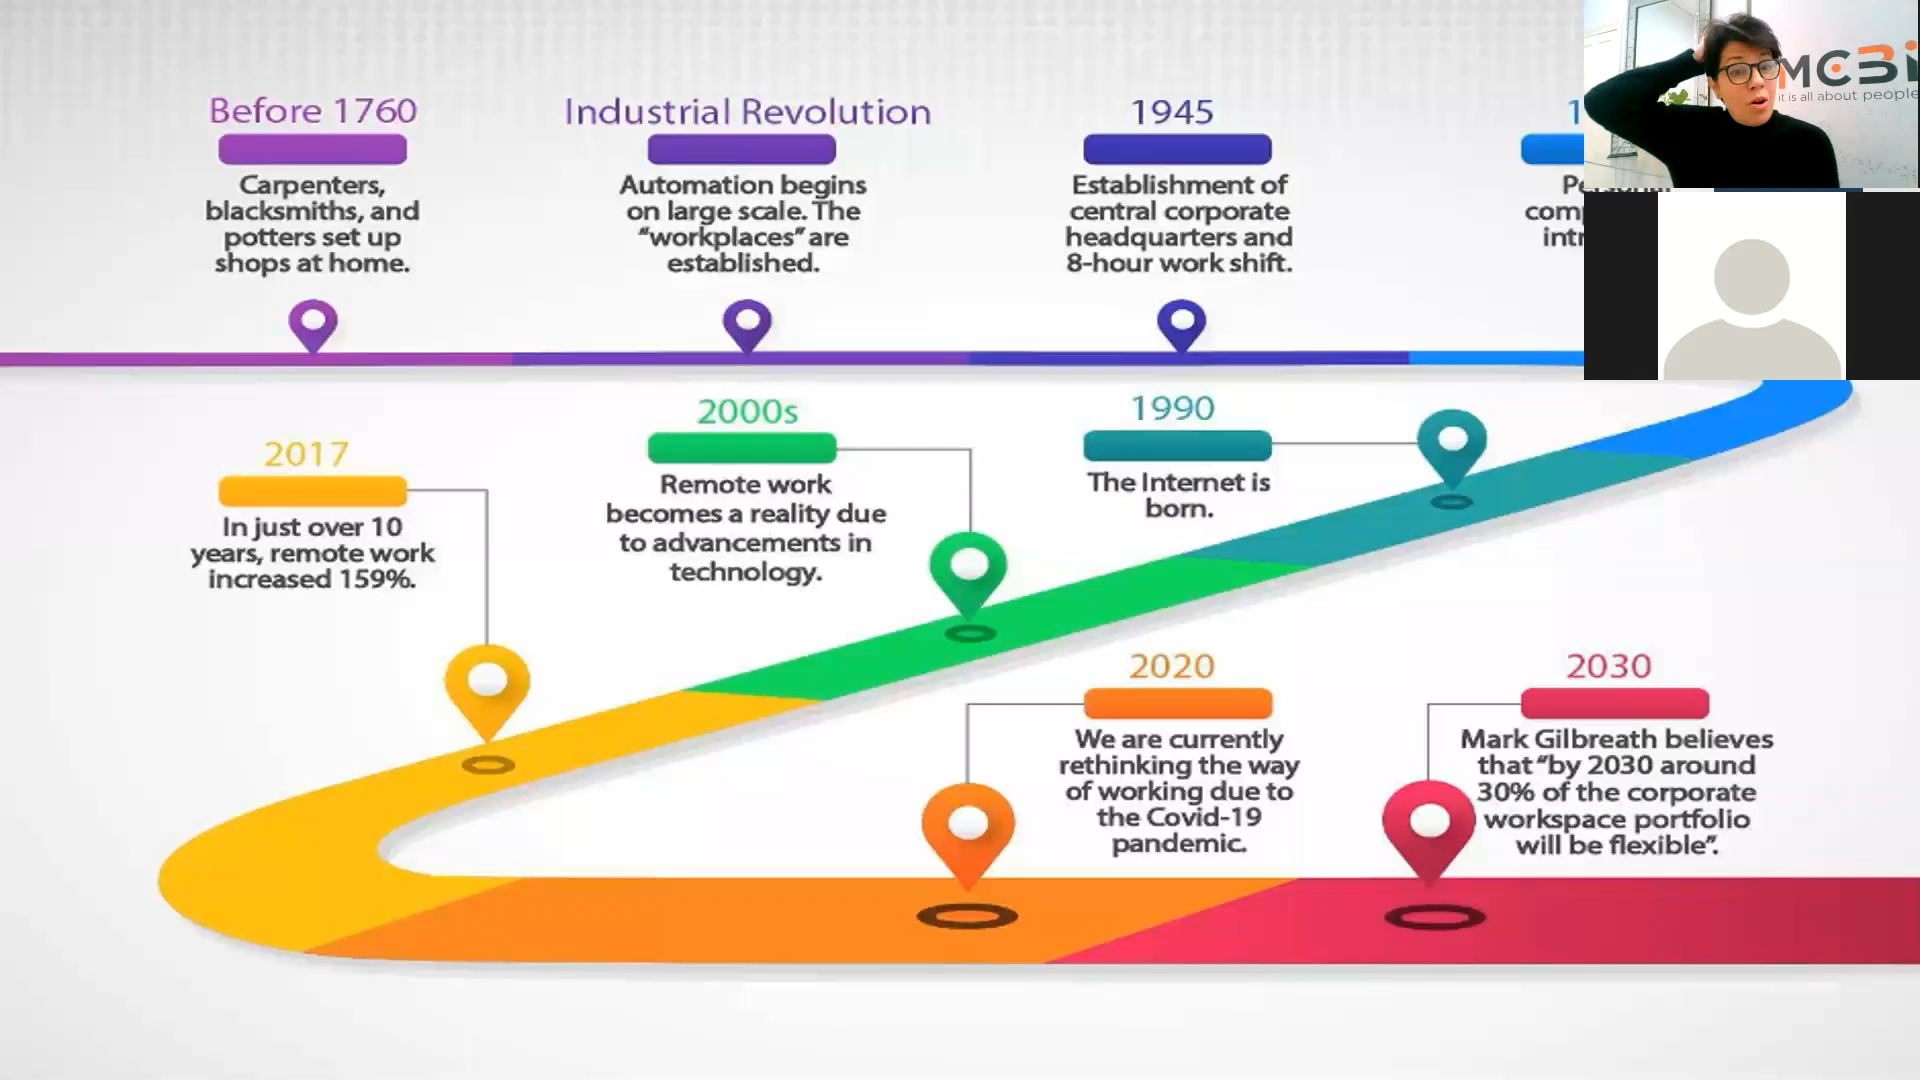 Before 1760
Carpenters,
blacksmiths, and
potters set up
shops at home.
Industrial Revolution
Automation begins
on large scale. The
“workplaces” are
established.
1945
Establishment of
central corporate
headquarters and
8-hour work shift.
MCBi
it is all about people
2017
In just over 10
years, remote work
increased 159%.
2000s
Remote work
becomes a reality due
to advancements in
technology.
1990
The Internet is
born.
2020
We are currently
rethinking the way
of working due to
the Covid-19
pandemic.
2030
Mark Gilbreath believes
that “by 2030 around
30% of the corporate
workspace portfolio
will be flexible”.